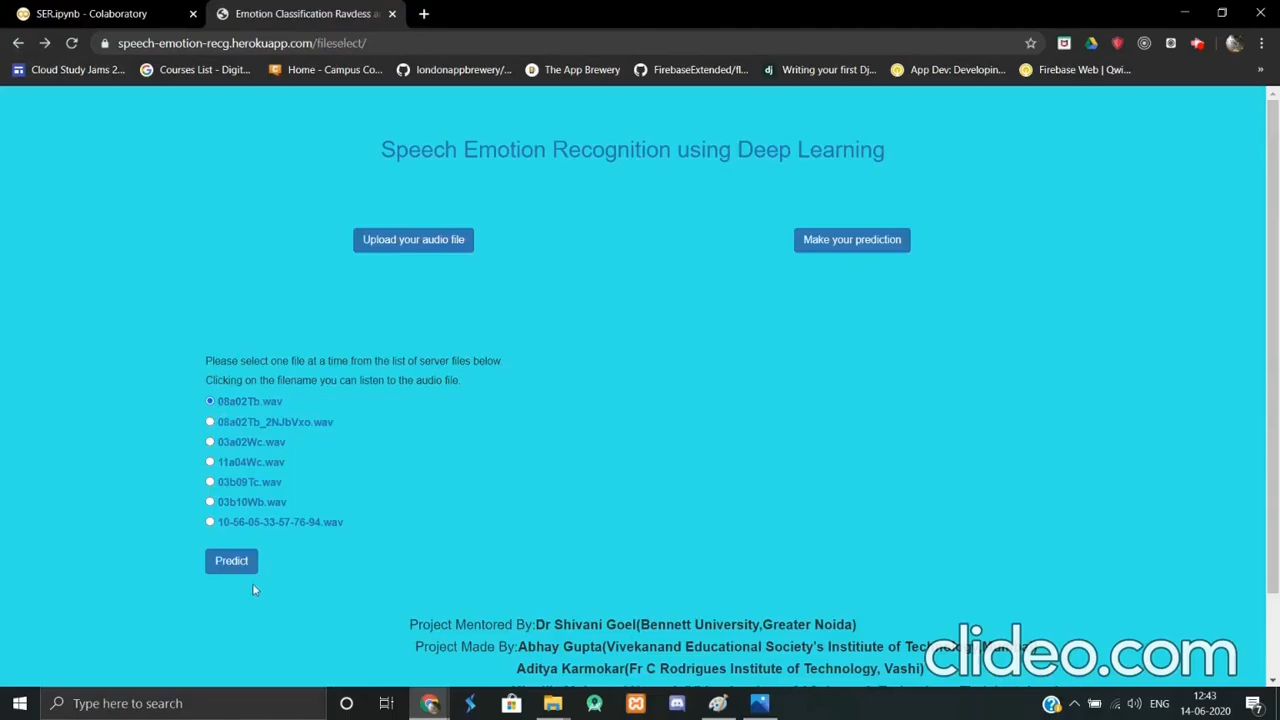 SER.ipynb - Colaboratory
Emotion Classification Ravdess a
speech-emotion-recg.herokuapp.com/fileselect/
Cloud Study Jams 2...
Courses List - Digit...
Home - Campus Co...
londonappbrewery/...
The App Brewery
FirebaseExtended/fl...
Writing your first Dj...
App Dev: Developin...
Firebase Web | Qwi...
Speech Emotion Recognition using Deep Learning
Upload your audio file
Make your prediction
Please select one file at a time from the list of server files below
Clicking on the filename you can listen to the audio file.
08a02Tb.wav
08a02Tb_2NJbVxo.wav
03a02Wc.wav
11a04Wc.wav
03b09Tc.wav
03b10Wb.wav
10-56-05-33-57-76-94.wav
Predict
Project Mentored By:Dr Shivani Goel(Bennett University,Greater Noida)
Project Made By:Abhay Gupta(Vivekanand Educational Society's Instiitute of
Aditya Karmokar(Fr C Rodrigues Institute of Technology, Vashi)
clideo.com
Type here to search
ENG
12:43
14-06-2020
7